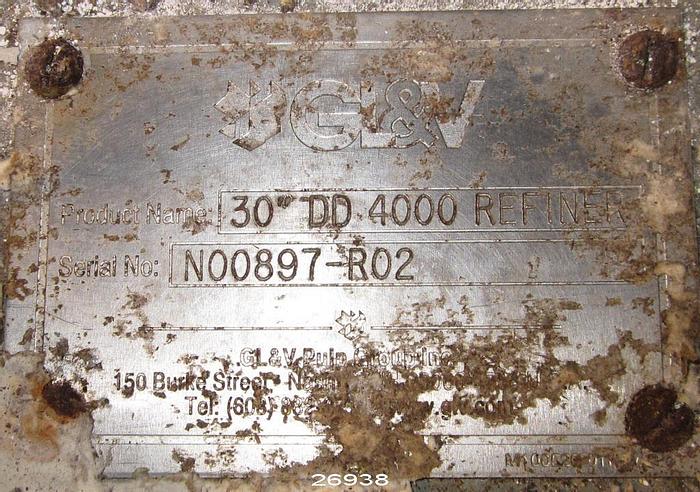 GL&V
Product Name: 30" DD 4000 REFINER
Serial No: N00897-R02
GL&V Pulp Group Inc.
150 Burke Street
Tel:
26938